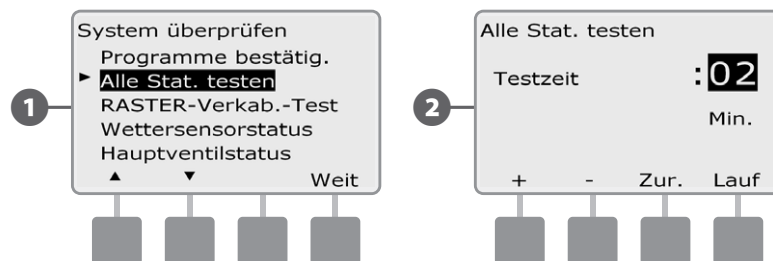 System überprüfen
Programme bestätig.
Alle Stat. testen
RASTER-Verkab.-Test
Wettersensorstatus
Hauptventilstatus
Weit
1
Alle Stat. testen
Testzeit :02
Min.
+ - Zur. Lauf
2